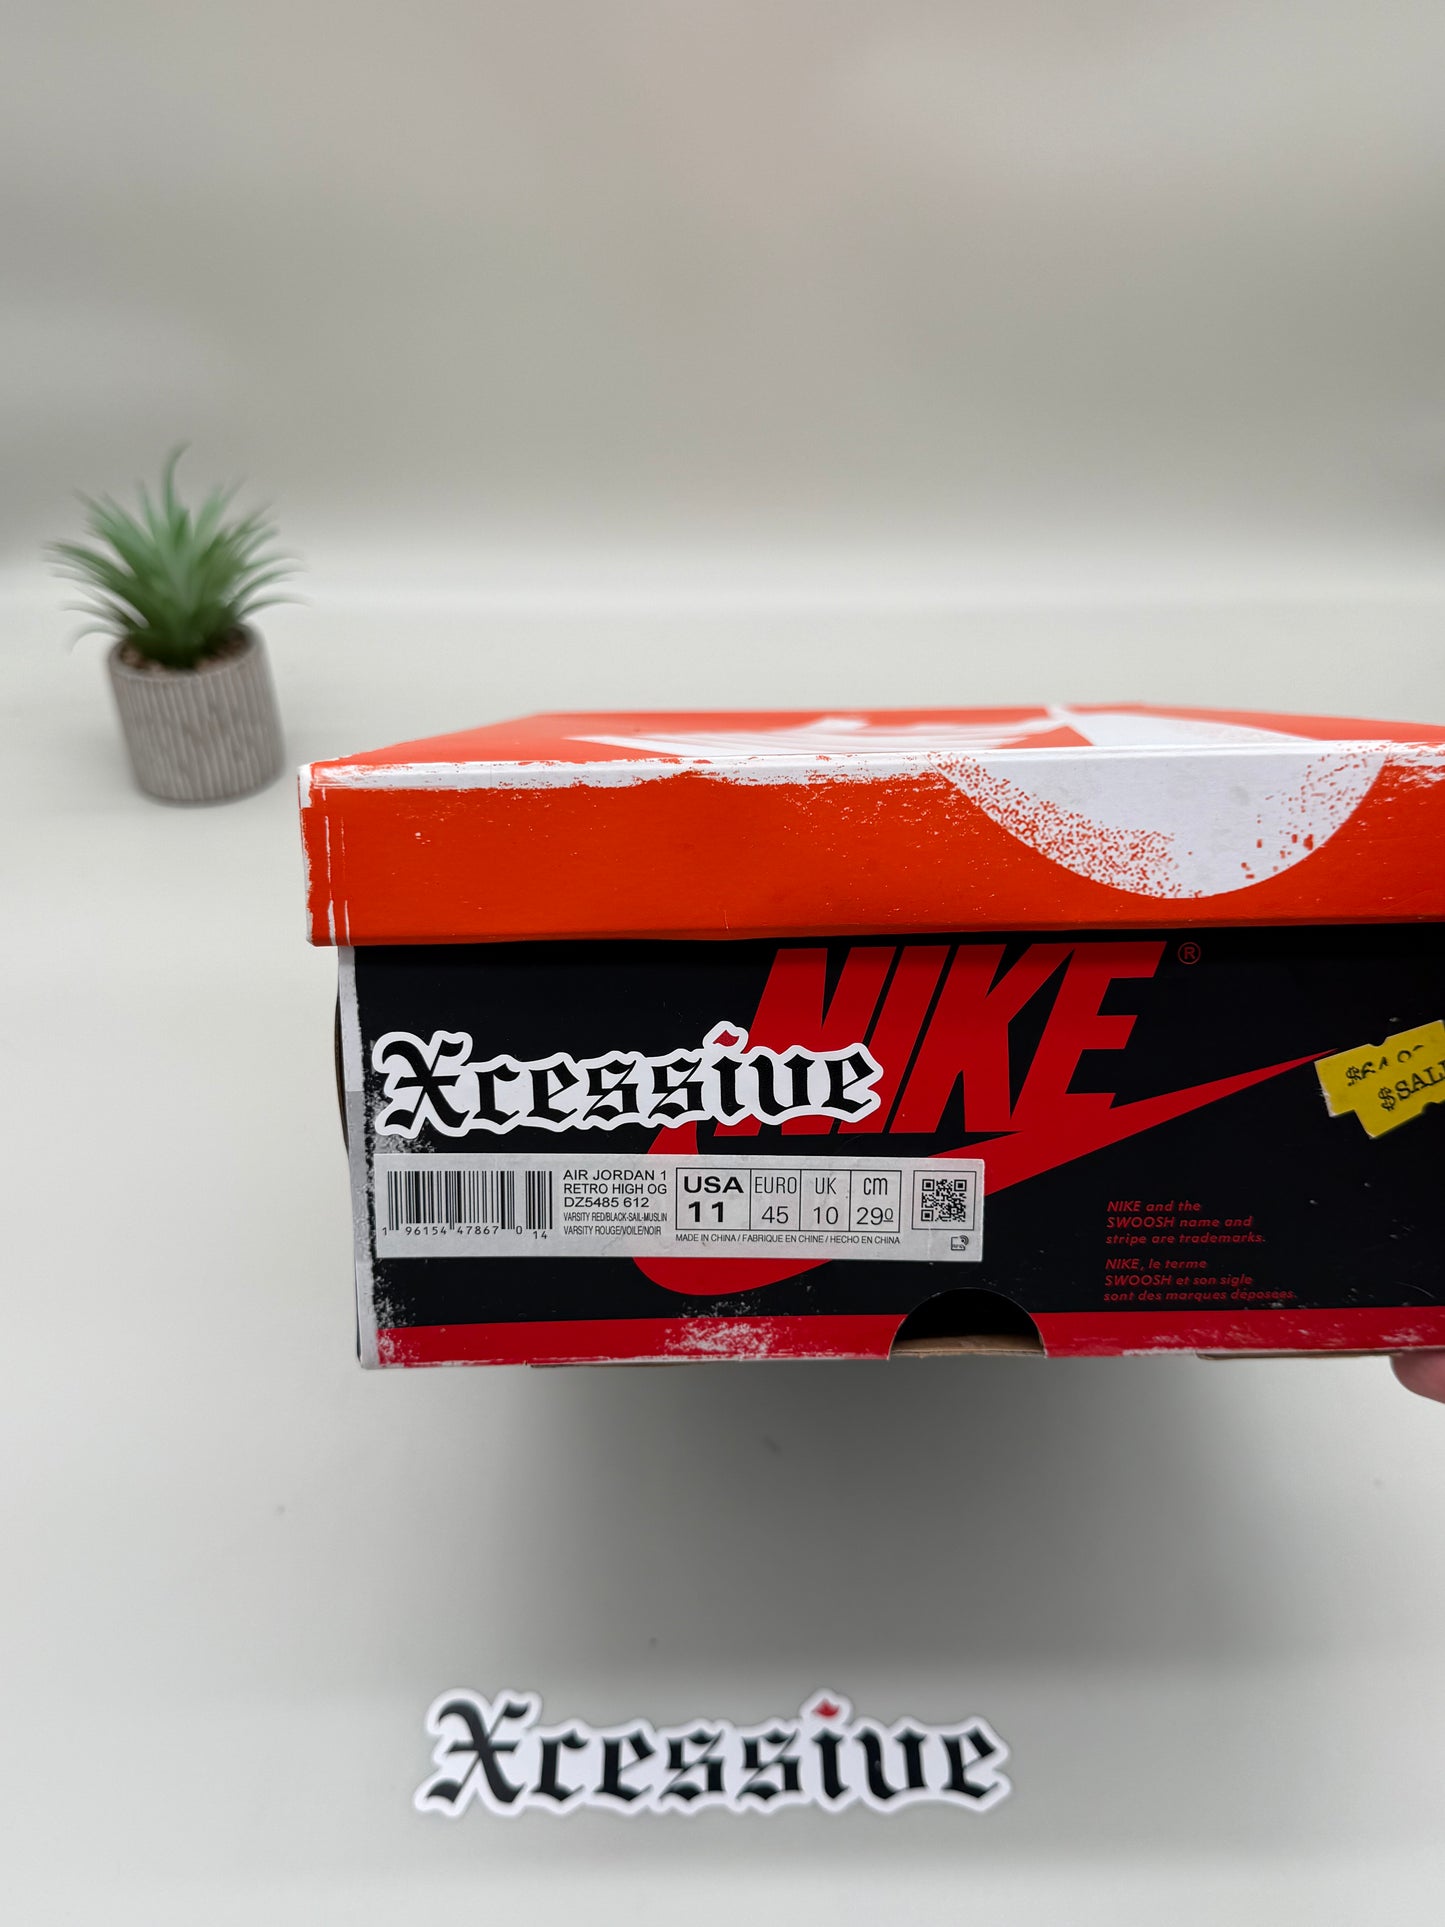 NIKE®
Xcessive
$SAL
1 96154 47867 0 14
AIR JORDAN 1
RETRO HIGH OG
DZ5485 612
VARSITY RED/BLACK-SAIL-MUSLIN
VARSITY ROUGE/VOILE/NOIR
USA EURO UK cm
11 45 10 290
MADE IN CHINA / FABRIQUE EN CHINE / HECHO EN CHINA
NIKE and the
SWOOSH name and
stripe are trademarks.
NIKE, le terme
SWOOSH et son sigle
sont des marques déposées.
Xcessive